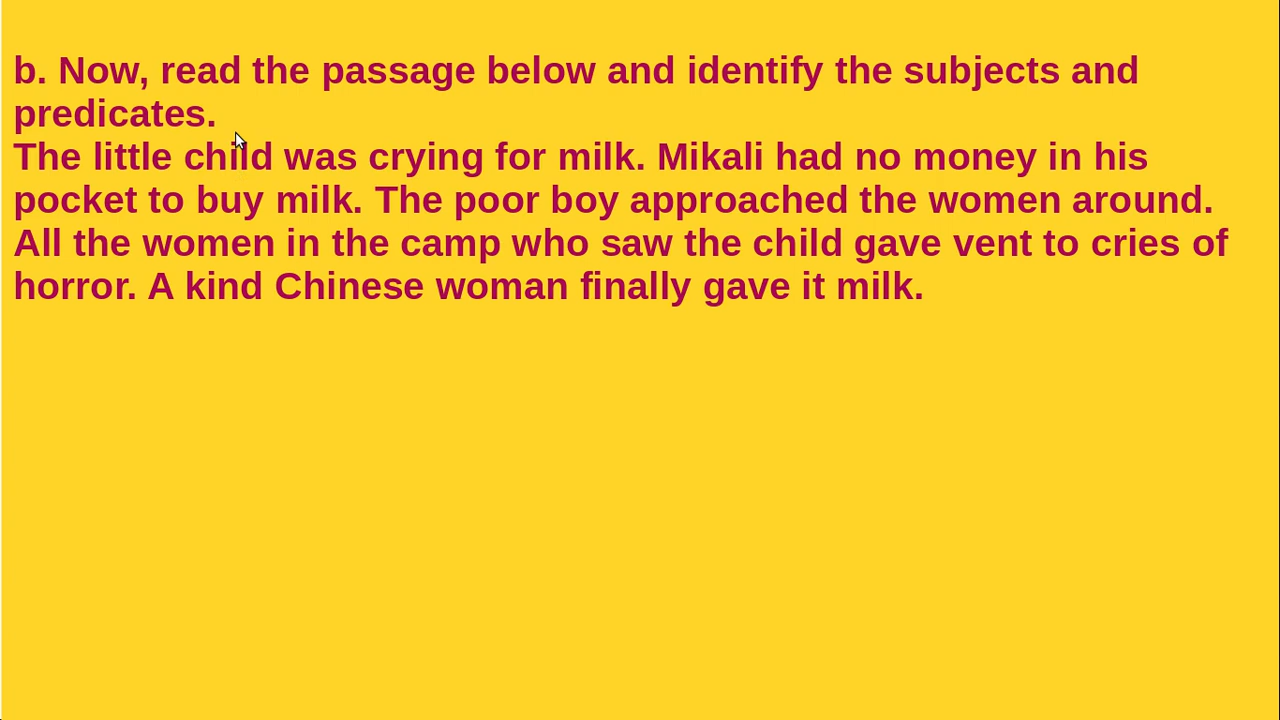 b. Now, read the passage below and identify the subjects and
predicates.
The little child was crying for milk. Mikali had no money in his
pocket to buy milk. The poor boy approached the women around.
All the women in the camp who saw the child gave vent to cries of
horror. A kind Chinese woman finally gave it milk.